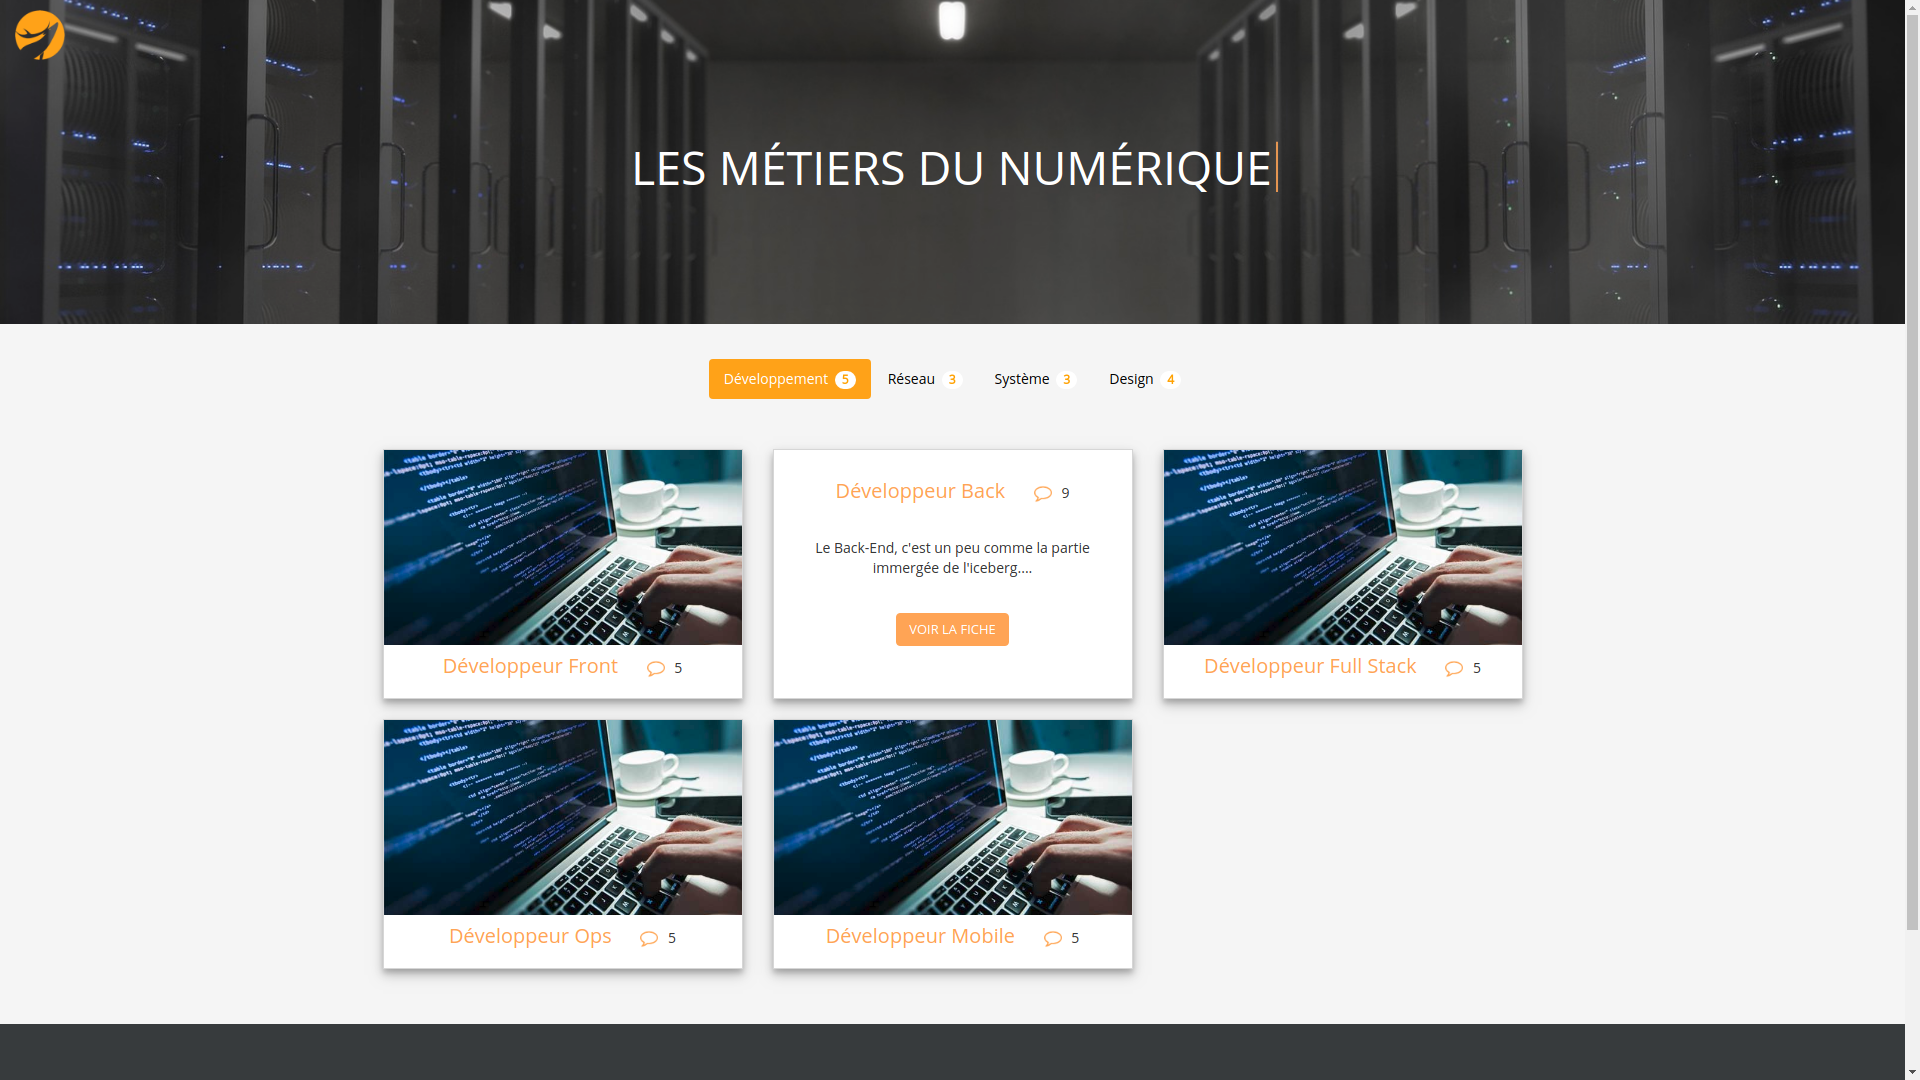 LES MÉTIERS DU NUMÉRIQUE
Développement 5 Réseau 3 Système 3 Design 4
Développeur Front 5
Développeur Back 9
Le Back-End, c'est un peu comme la partie
immergée de l'iceberg....
VOIR LA FICHE
Développeur Full Stack 5
Développeur Ops 5
Développeur Mobile 5